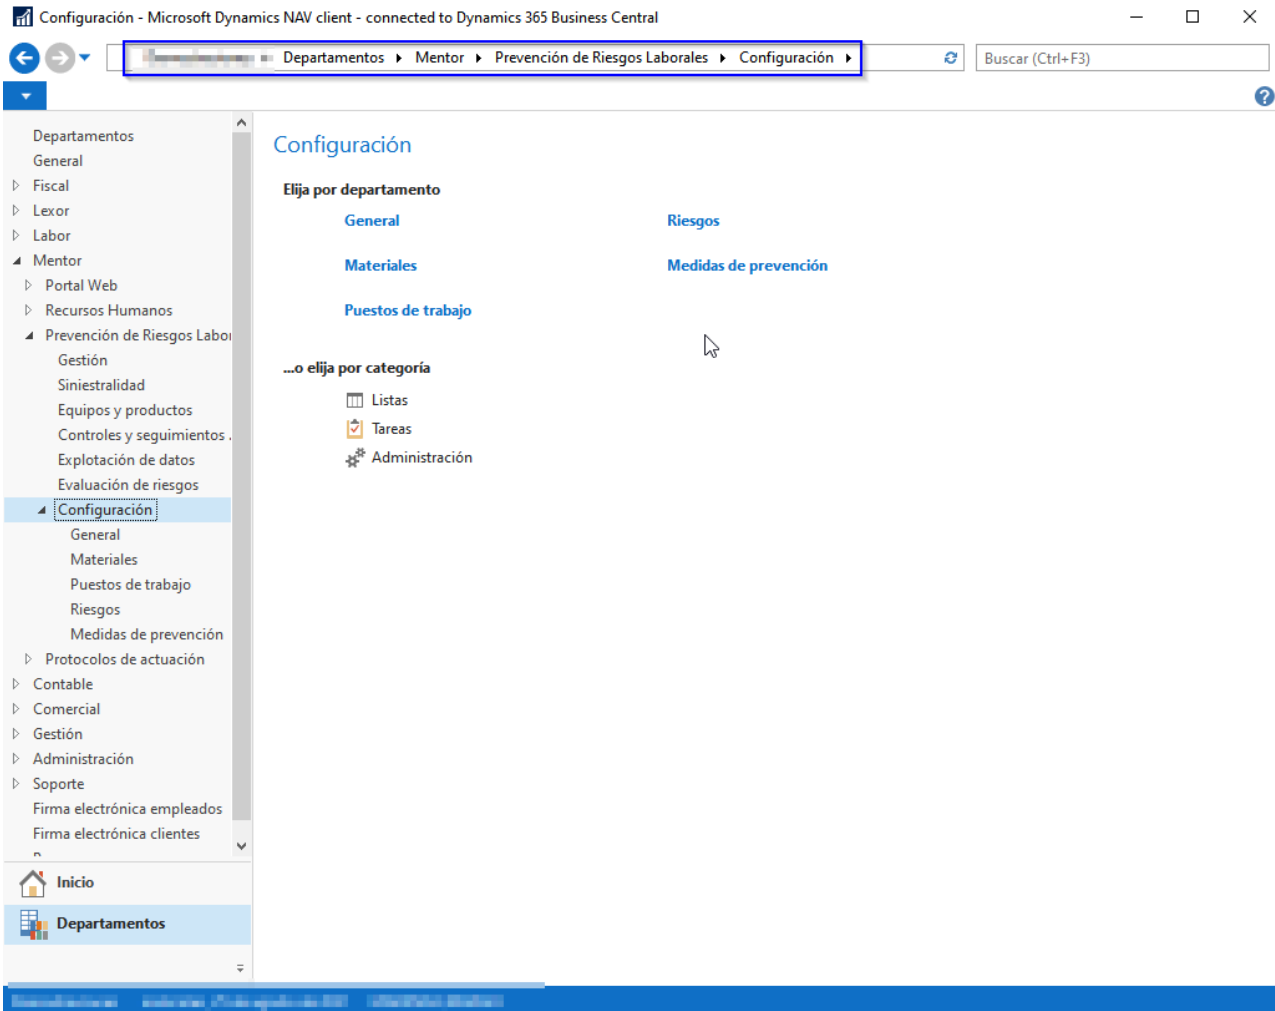 Configuración - Microsoft Dynamics NAV client - connected to Dynamics 365 Business Central
Departamentos Mentor Prevención de Riesgos Laborales Configuración
Buscar (Ctrl+F3)
Departamentos
General
Fiscal
Lexor
Labor
Mentor
Portal Web
Recursos Humanos
Prevención de Riesgos Labor
Gestión
Siniestralidad
Equipos y productos
Controles y seguimientos .
Explotación de datos
Evaluación de riesgos
Configuración
General
Materiales
Puestos de trabajo
Riesgos
Medidas de prevención
Protocolos de actuación
Contable
Comercial
Gestión
Administración
Soporte
Firma electrónica empleados
Firma electrónica clientes
Inicio
Departamentos
Configuración
Elija por departamento
General Riesgos
Materiales Medidas de prevención
Puestos de trabajo
...o elija por categoría
Listas
Tareas
Administración